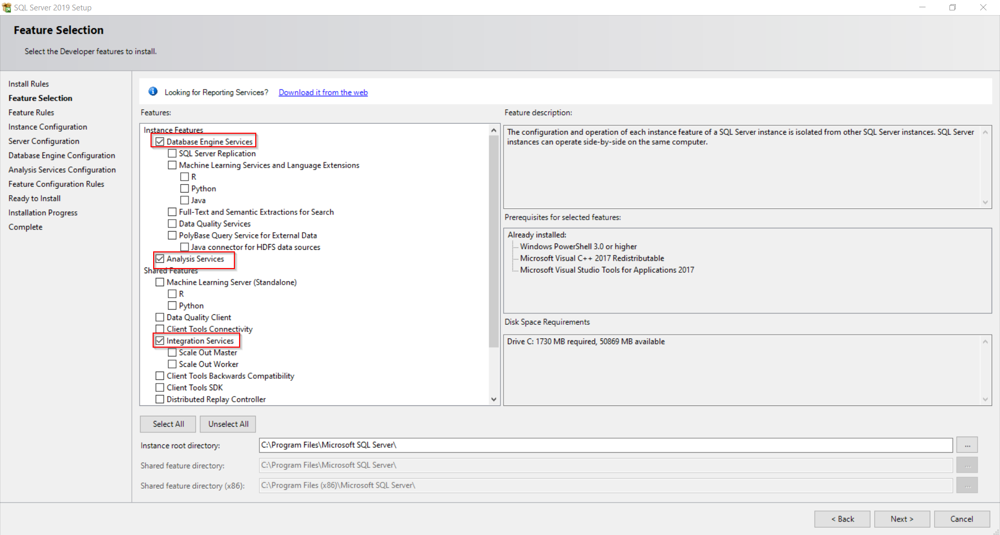 SQL Server 2019 Setup
Feature Selection
Select the Developer features to install.
Install Rules
Feature Selection
Feature Rules
Instance Configuration
Server Configuration
Database Engine Configuration
Analysis Services Configuration
Feature Configuration Rules
Ready to Install
Installation Progress
Complete
Looking for Reporting Services? Download it from the web
Features:
Instance Features
Database Engine Services
SQL Server Replication
Machine Learning Services and Language Extensions
R
Python
Java
Full-Text and Semantic Extractions for Search
Data Quality Services
PolyBase Query Service for External Data
Java connector for HDFS data sources
Analysis Services
Shared Features
Machine Learning Server (Standalone)
R
Python
Data Quality Client
Client Tools Connectivity
Integration Services
Scale Out Master
Scale Out Worker
Client Tools Backwards Compatibility
Client Tools SDK
Distributed Replay Controller
Feature description:
The configuration and operation of each instance feature of a SQL Server instance is isolated from other SQL Server instances. SQL Server
instances can operate side-by-side on the same computer.
Prerequisites for selected features:
Already installed:
Windows PowerShell 3.0 or higher
Microsoft Visual C++ 2017 Redistributable
Microsoft Visual Studio Tools for Applications 2017
Disk Space Requirements
Drive C: 1730 MB required, 50869 MB available
Select All Unselect All
Instance root directory: C:\Program Files\Microsoft SQL Server\ ...
Shared feature directory: C:\Program Files\Microsoft SQL Server\ ...
Shared feature directory (x86): C:\Program Files (x86)\Microsoft SQL Server\ ...
< Back Next > Cancel